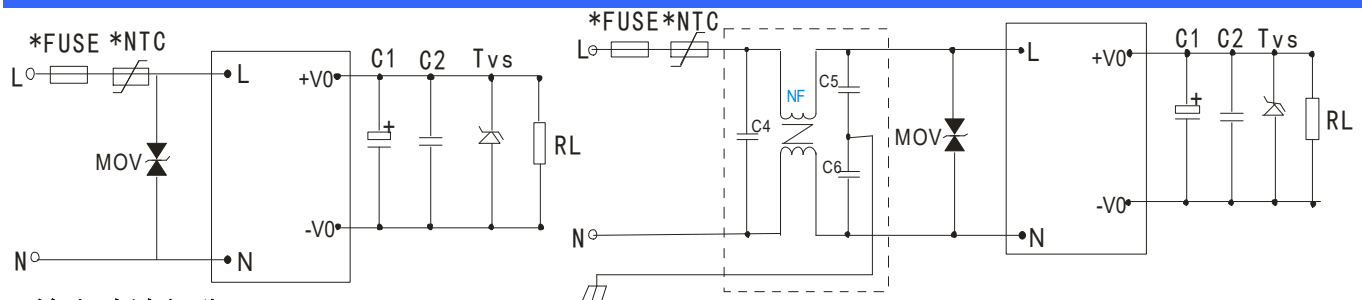 *FUSE *NTC
L
MOV
N
L
N
+V0
-V0
C1 C2 Tvs
+
RL
*FUSE *NTC
L
C4
NF
C5
C6
MOV
N
L
N
+V0
-V0
C1 C2 Tvs
+
RL